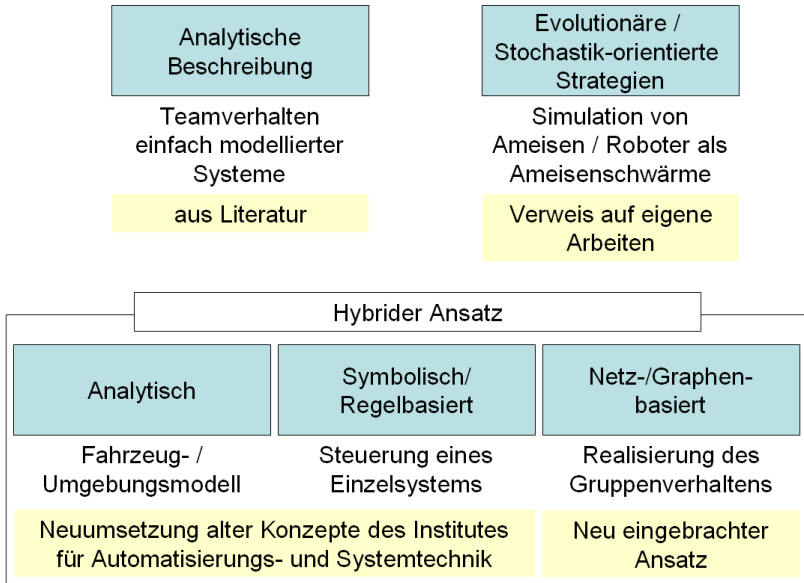 Analytische
Beschreibung
Teamverhalten
einfach modellierter
Systeme
aus Literatur
Evolutionäre /
Stochastik-orientierte
Strategien
Simulation von
Ameisen / Roboter als
Ameisenschwärme
Verweis auf eigene
Arbeiten
Hybrider Ansatz
Analytisch
Fahrzeug- /
Umgebungsmodell
Symbolisch/
Regelbasiert
Steuerung eines
Einzelsystems
Neuumsetzung alter Konzepte des Institutes
für Automatisierungs- und Systemtechnik
Netz-/Graphen-
basiert
Realisierung des
Gruppenverhaltens
Neu eingebrachter
Ansatz